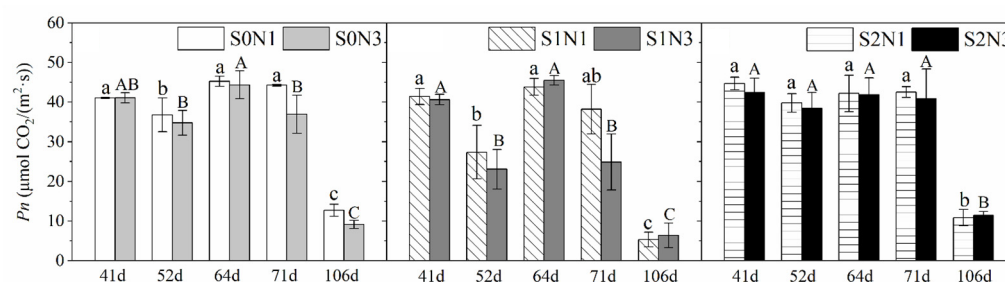 60
50
40
30
20
10
0
Pn (μmol CO₂/(m²·s)
S0N1 S0N3
a AB b B a A a B c C
41d 52d 64d 71d 106d
S1N1 S1N3
a A b B a A ab B c C
41d 52d 64d 71d 106d
S2N1 S2N3
a A a A a A a A b B
41d 52d 64d 71d 106d